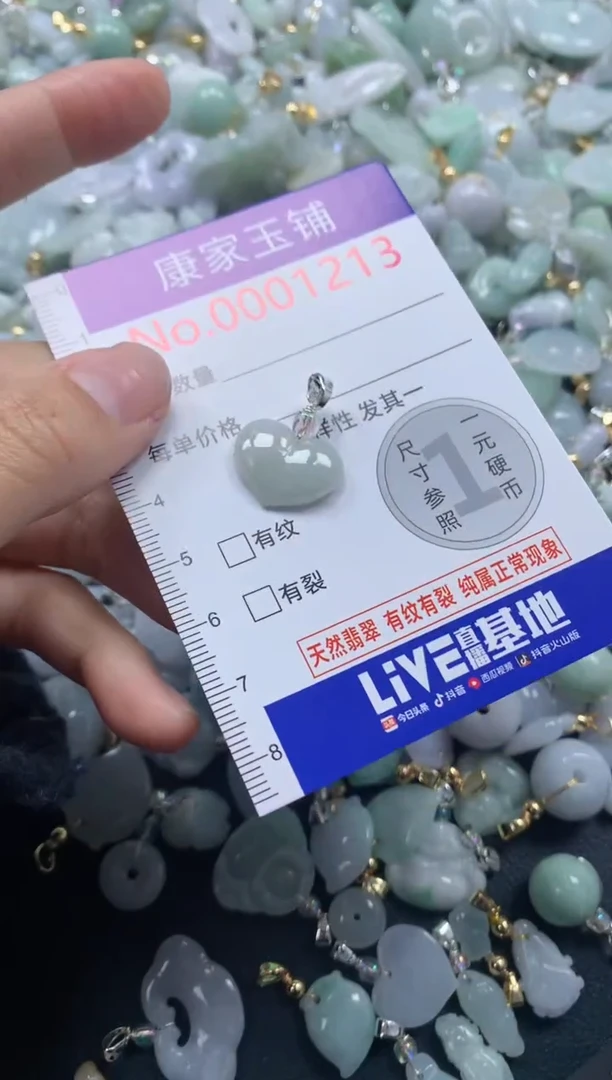 康家玉铺
No.0001213
数量
每单价格
样性 发其一
1
一元硬币
尺寸参照
1
4
5
6
7
8
有纹
有裂
天然翡翠 有纹有裂 纯属正常现象
LiVE直播基地
今日头条 抖音 西瓜视频 抖音火山版